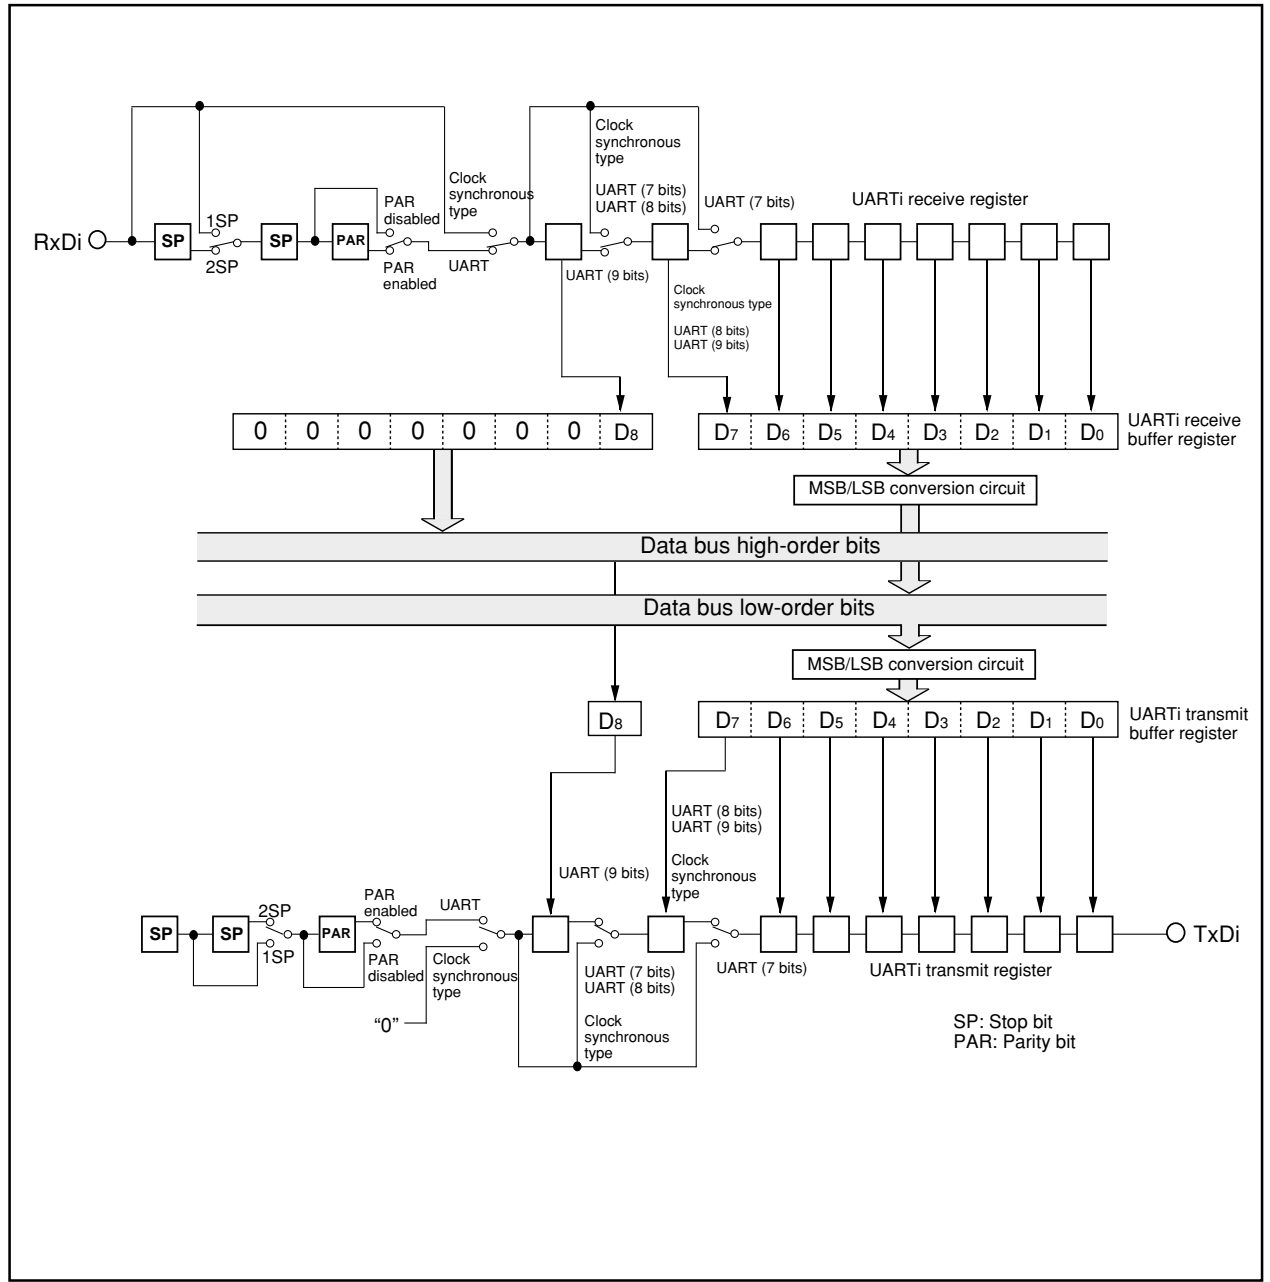 Clock
synchronous
type
UART (7 bits)
UART (8 bits)
Clock
synchronous
type
PAR
disabled
1SP
UART (7 bits)
UARTi receive register
RxDi
SP
SP
PAR
2SP
PAR
enabled
UART
UART (9 bits)
Clock
synchronous type
UART (8 bits)
UART (9 bits)
0 0 0 0 0 0 0 D8
D7 D6 D5 D4 D3 D2 D1 D0
UARTi receive
buffer register
MSB/LSB conversion circuit
Data bus high-order bits
Data bus low-order bits
MSB/LSB conversion circuit
D8
D7 D6 D5 D4 D3 D2 D1 D0
UARTi transmit
buffer register
UART (8 bits)
UART (9 bits)
Clock
synchronous
type
UART (9 bits)
PAR
enabled
UART
2SP
SP
SP
PAR
TxDi
1SP
PAR
disabled
Clock
synchronous
type
UART (7 bits)
UART (8 bits)
UART (7 bits)
UARTi transmit register
“0”
Clock
synchronous
type
SP: Stop bit
PAR: Parity bit